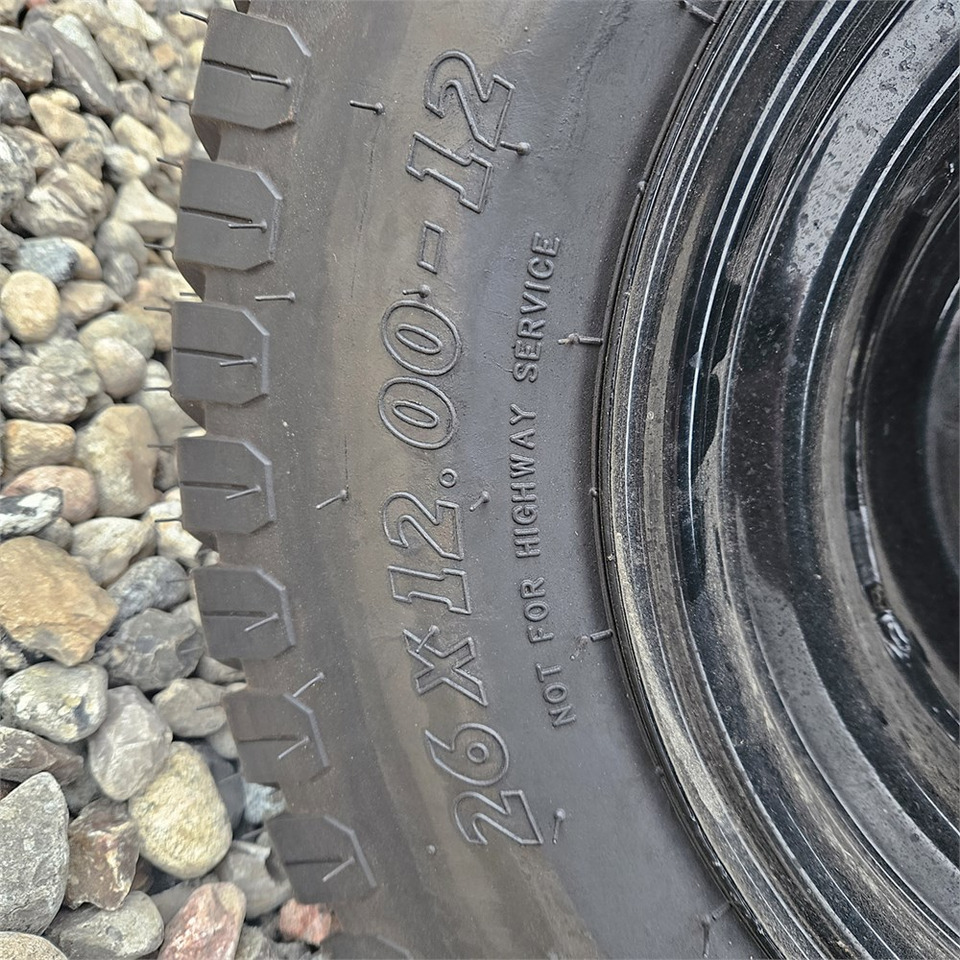 26x12.00-12
NOT FOR HIGHWAY SERVICE